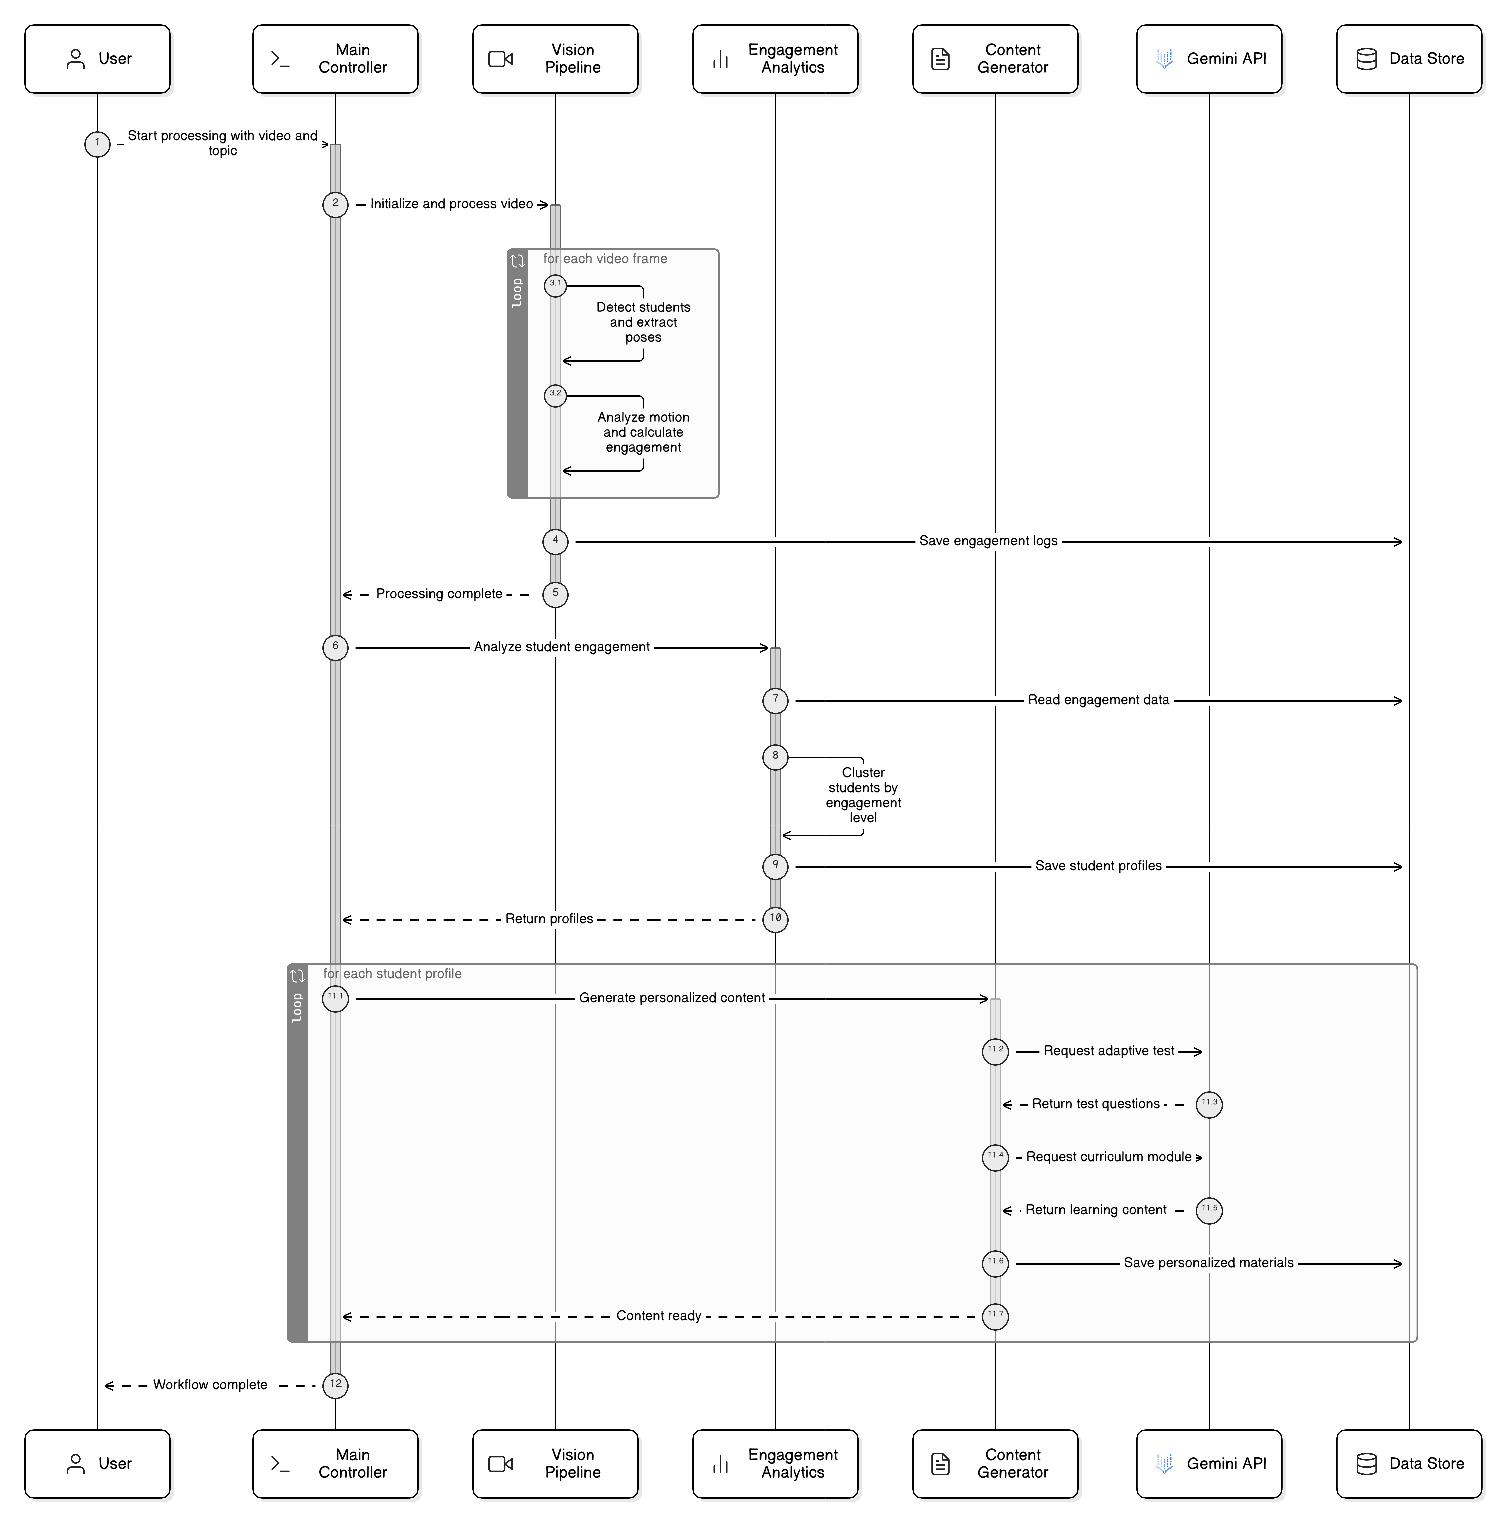 User
Main
Controller
Vision
Pipeline
Engagement
Analytics
Content
Generator
Gemini API
Data Store
1
Start processing with video and
topic
2
Initialize and process video
loop
for each video frame
3.1
Detect students
and extract
poses
3.2
Analyze motion
and calculate
engagement
4
Save engagement logs
5
Processing complete
6
Analyze student engagement
7
Read engagement data
8
Cluster
students by
engagement
level
9
Save student profiles
10
Return profiles
loop
for each student profile
11.1
Generate personalized content
11.2
Request adaptive test
11.3
Return test questions
11.4
Request curriculum module
11.5
Return learning content
11.6
Save personalized materials
11.7
Content ready
12
Workflow complete
User
Main
Controller
Vision
Pipeline
Engagement
Analytics
Content
Generator
Gemini API
Data Store